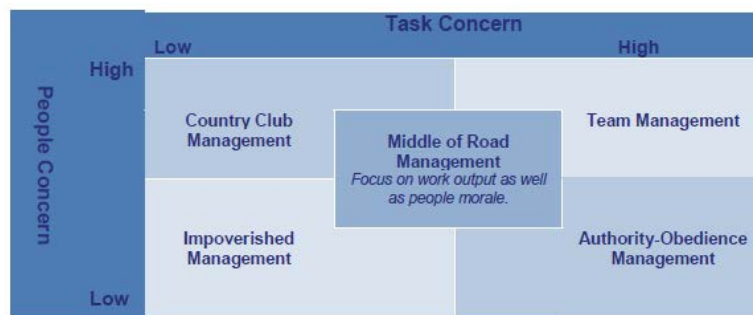 Task Concern
Low
High
People Concern
High
Low
Country Club
Management
Middle of Road
Management
Focus on work output as well
as people morale.
Team Management
Impoverished
Management
Authority-Obedience
Management